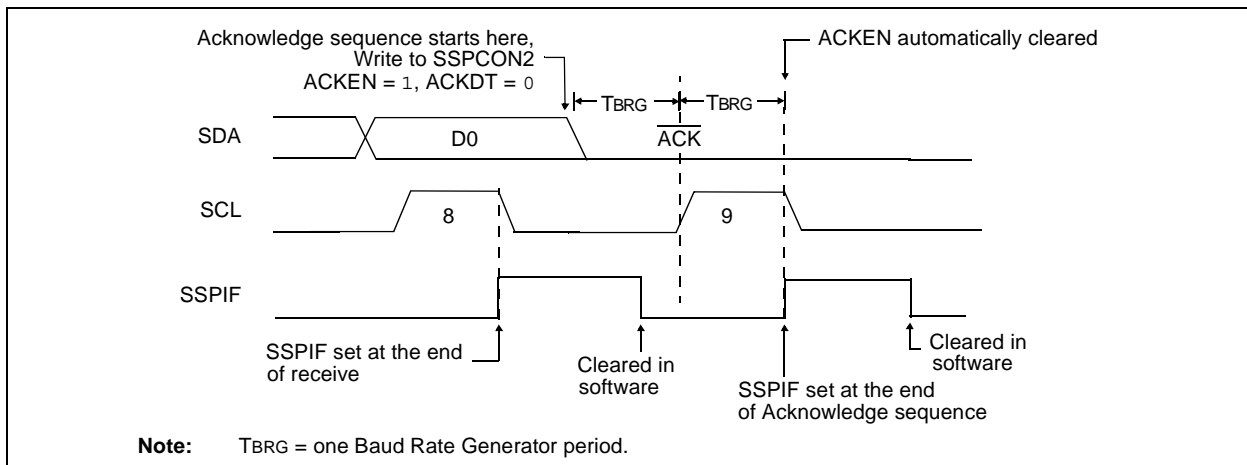 Acknowledge sequence starts here,
Write to SSPCON2
ACKEN = 1, ACKDT = 0
ACKEN automatically cleared
TBRG
TBRG
SDA
D0
ACK
SCL
8
9
SSPIF
SSPIF set at the end
of receive
Cleared in
software
SSPIF set at the end
of Acknowledge sequence
Cleared in
software
Note: TBRG = one Baud Rate Generator period.